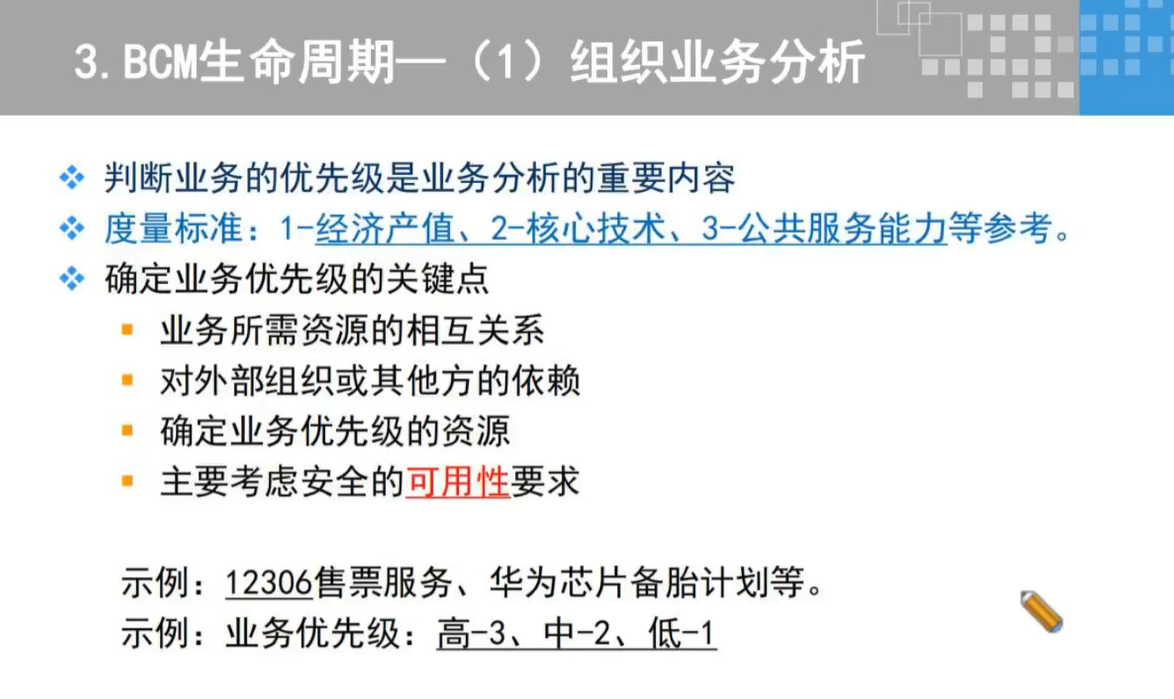 3.BCM生命周期—（1）组织业务分析
判断业务的优先级是业务分析的重要内容
度量标准：1-经济产值、2-核心技术、3-公共服务能力等参考。
确定业务优先级的关键点
业务所需资源的相互关系
对外部组织或其他方的依赖
确定业务优先级的资源
主要考虑安全的可用性要求
示例：12306售票服务、华为芯片备胎计划等。
示例：业务优先级：高-3、中-2、低-1